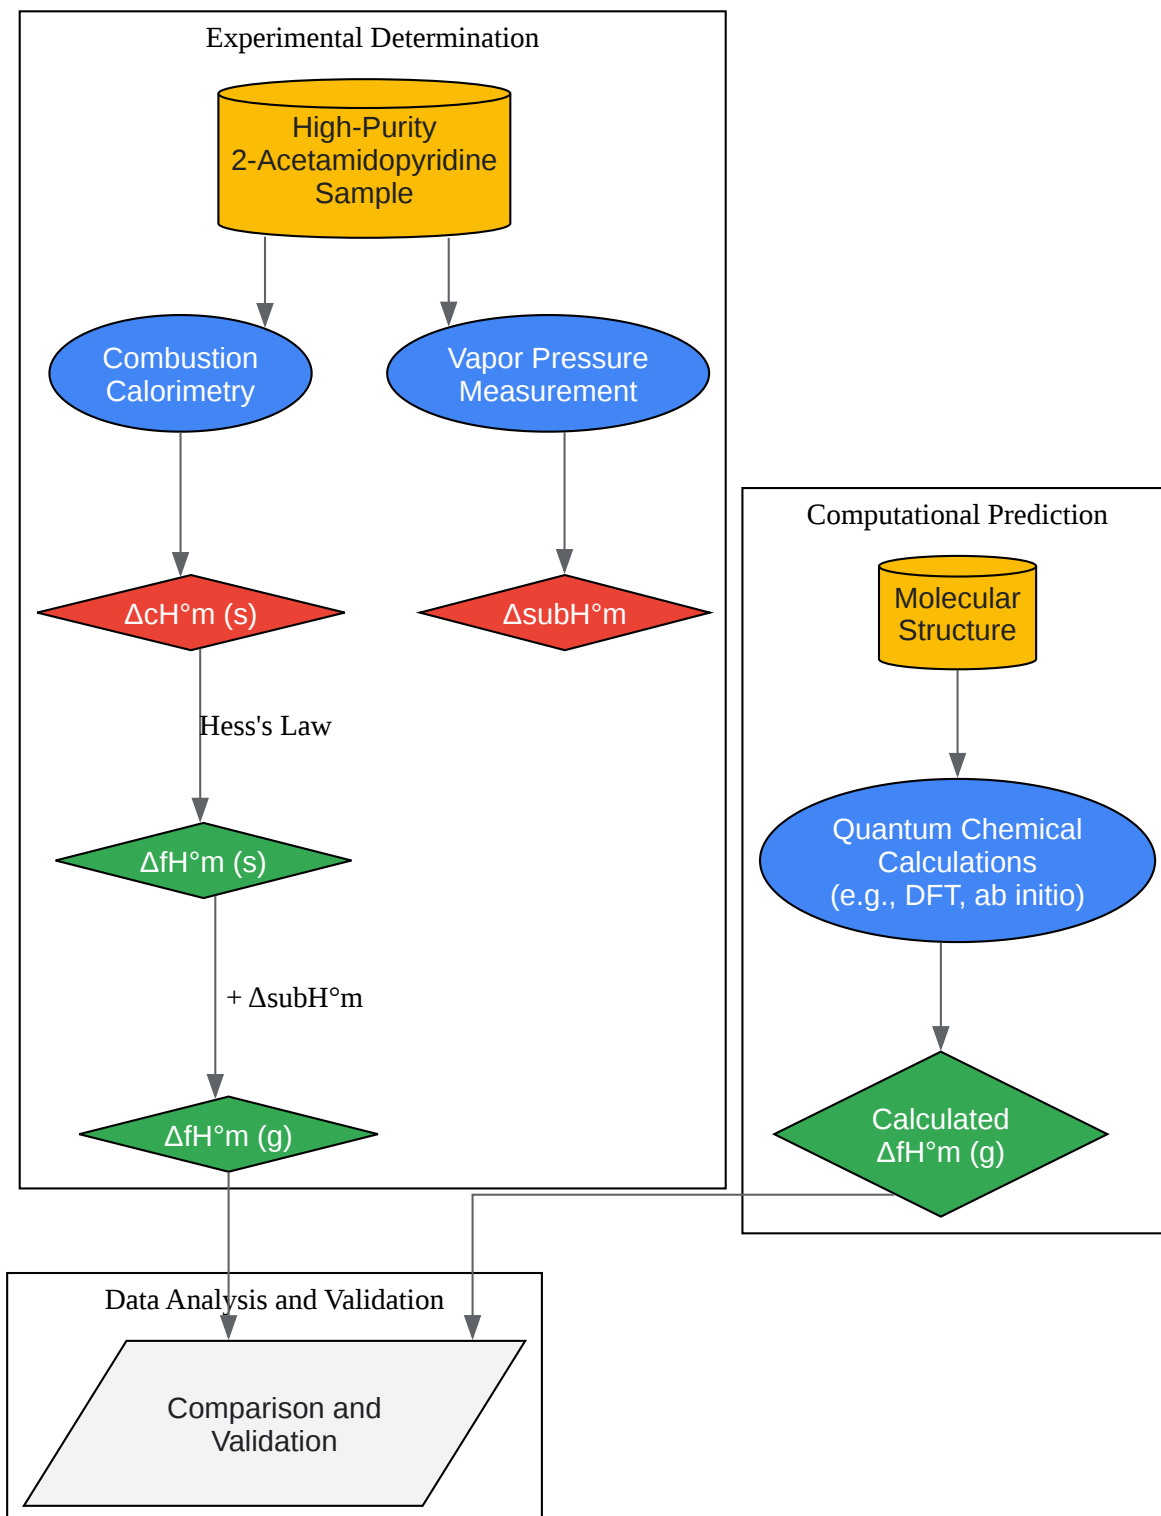 Experimental Determination
High-Purity
2-Acetamidopyridine
Sample
Combustion
Calorimetry
Vapor Pressure
Measurement
ΔcH°m (s)
ΔsubH°m
Hess's Law
ΔfH°m (s)
+ ΔsubH°m
ΔfH°m (g)
Computational Prediction
Molecular
Structure
Quantum Chemical
Calculations
(e.g., DFT, ab initio)
Calculated
ΔfH°m (g)
Data Analysis and Validation
Comparison and
Validation